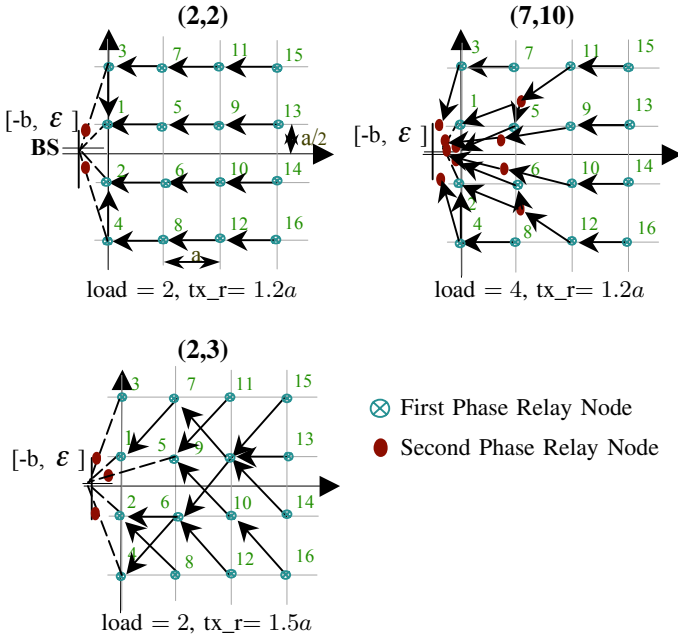 (2,2)
(7,10)
3 7 11 15
3 7 11 15
[-b, ε ]
1 5 9 13
[-b, ε ]
1 5 9 13
BS
a/2
2 6 10 14
2 6 10 14
4 8 12 16
4 8 12 16
a
load = 2, tx_r= 1.2a
load = 4, tx_r= 1.2a
(2,3)
3 7 11 15
First Phase Relay Node
[-b, ε ]
1 5 9 13
Second Phase Relay Node
2 6 10 14
4 8 12 16
load = 2, tx_r= 1.5a